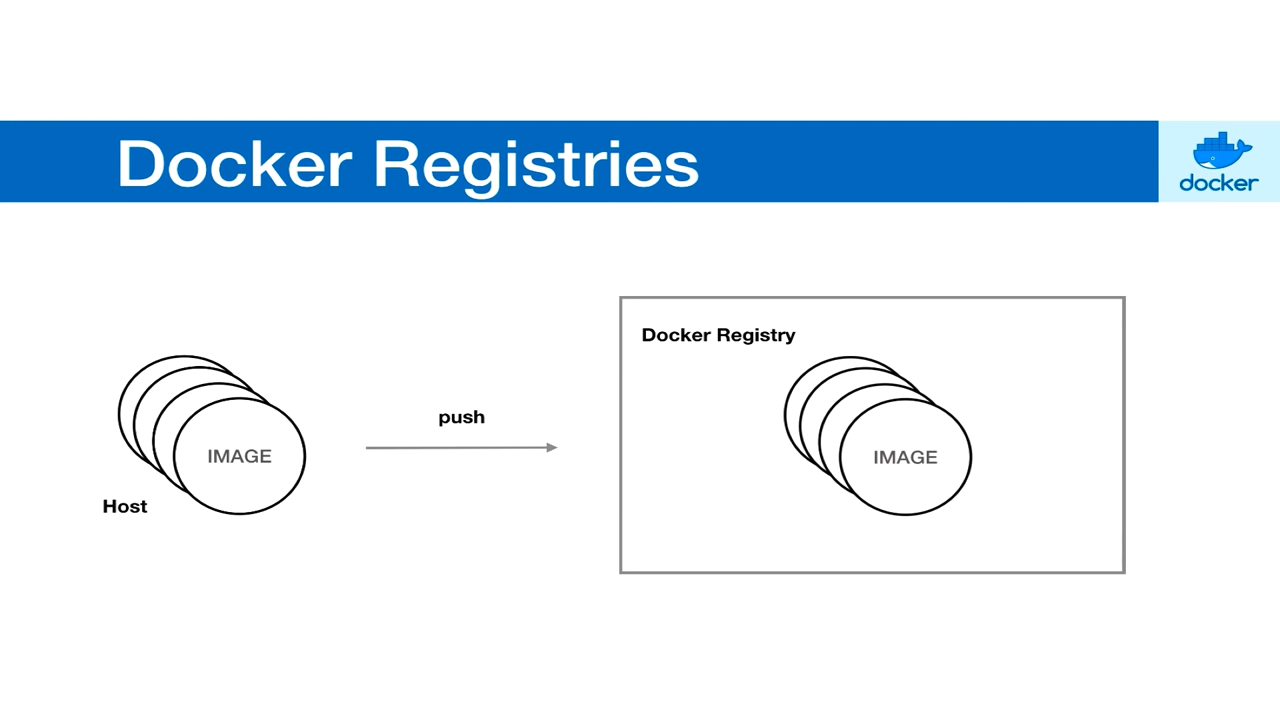 Docker Registries
docker
Docker Registry
push
IMAGE
IMAGE
Host